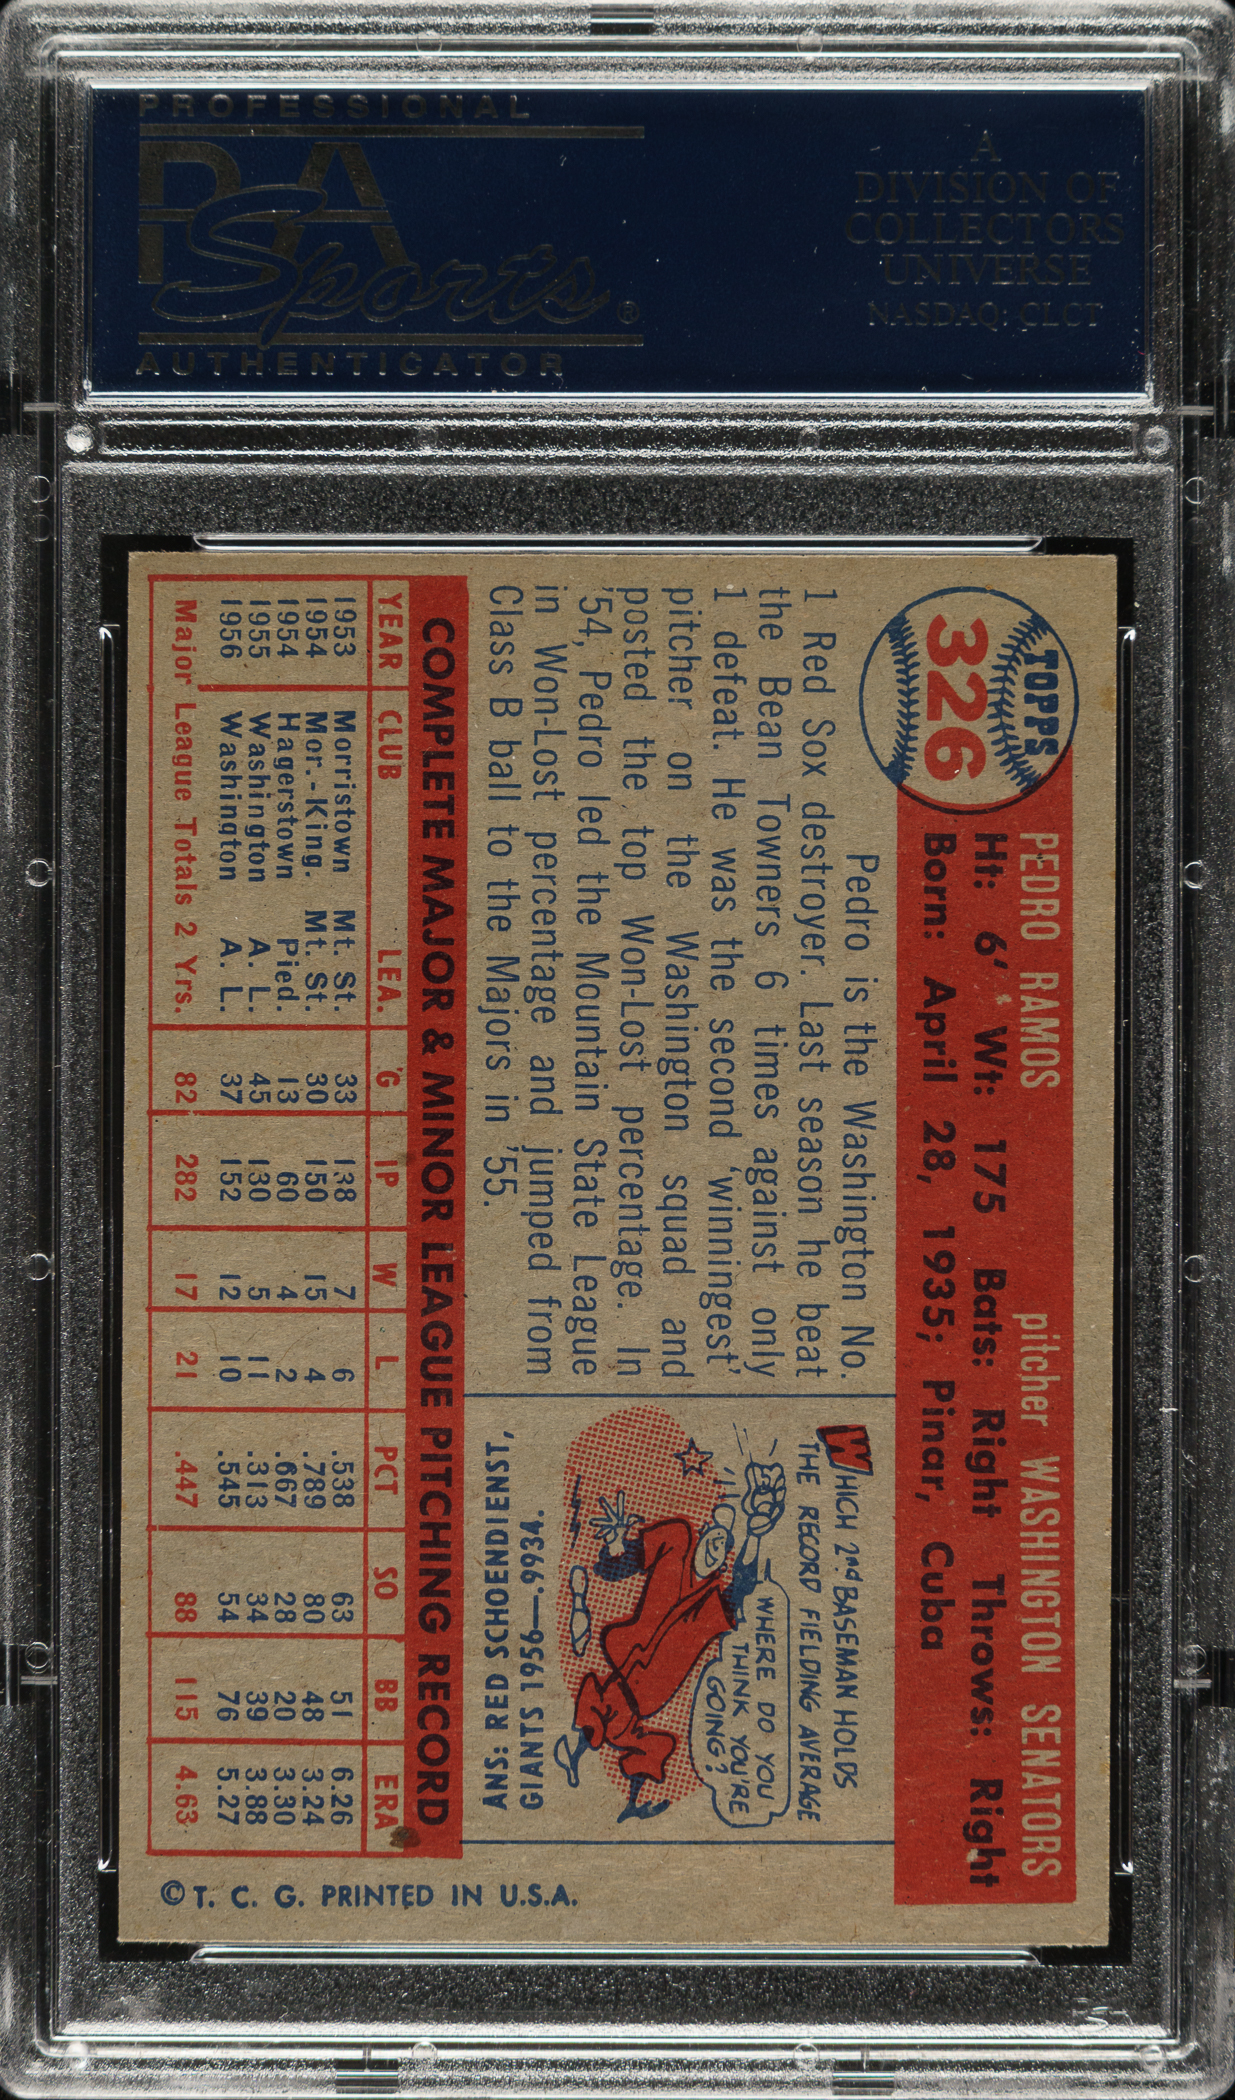 PROFESSIONAL
PSA
Sports®
AUTHENTICATOR
A
DIVISION OF
COLLECTORS
UNIVERSE
NASDAQ: CLCT
TOPPS
326
PEDRO RAMOS pitcher WASHINGTON SENATORS
Ht: 6' Wt: 175 Bats: Right Throws: Right
Born: April 28, 1935; Pinar, Cuba
Pedro is the Washington No.
1 Red Sox destroyer. Last season he beat
the Bean Towners 6 times against only
1 defeat. He was the second 'winningest'
pitcher on the Washington squad and
posted the top Won-Lost percentage. In
'54, Pedro led the Mountain State League
in Won-Lost percentage and jumped from
Class B ball to the Majors in '55.
WHICH 2nd BASEMAN HOLDS
THE RECORD FIELDING AVERAGE
WHERE DO YOU
THINK YOU'RE
GOING?
ANS: RED SCHOENDIENST,
GIANTS 1956—.9934.
COMPLETE MAJOR & MINOR LEAGUE PITCHING RECORD
YEAR CLUB LEA. G IP W L PCT SO BB ERA
1953 Morristown Mt. St. 33 138 7 6 .538 63 51 6.26
1954 Mor.-King. Mt. St. 30 150 15 4 .789 80 48 3.24
1954 Hagerstown Pied. 13 60 4 2 .667 28 20 3.30
1955 Washington A. L. 45 130 5 11 .313 34 39 3.88
1956 Washington A. L. 37 152 12 10 .545 54 76 5.27
Major League Totals 2 Yrs. 82 282 17 21 .447 88 115 4.63
© T. C. G. PRINTED IN U.S.A.